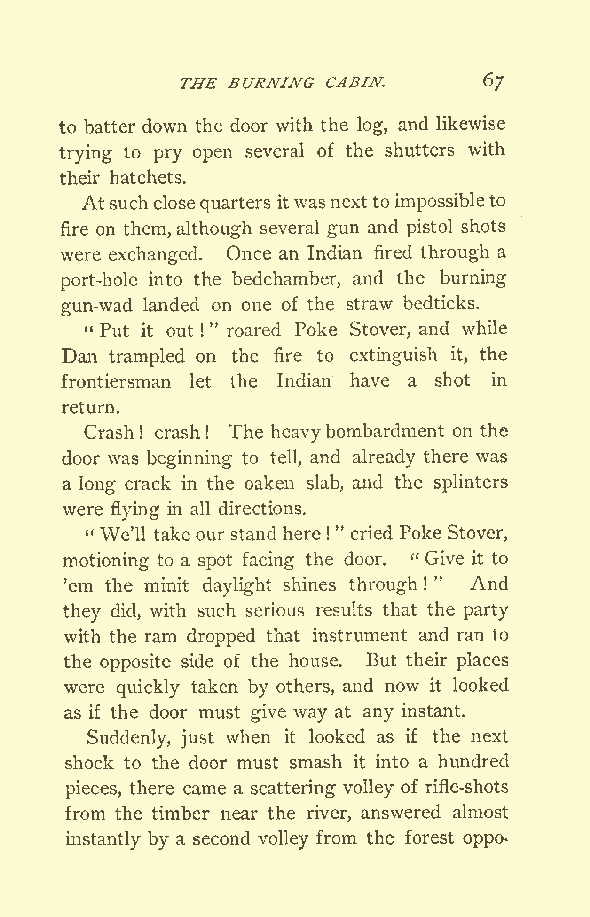 THE BURNING CABIN. 67
to batter down the door with the log, and likewise
trying to pry open several of the shutters with
their hatchets.
At such close quarters it was next to impossible to
fire on them, although several gun and pistol shots
were exchanged. Once an Indian fired through a
port-hole into the bedchamber, and the burning
gun-wad landed on one of the straw bedticks.
"Put it out!" roared Poke Stover, and while
Dan trampled on the fire to extinguish it, the
frontiersman let the Indian have a shot in
return.
Crash! crash! The heavy bombardment on the
door was beginning to tell, and already there was
a long crack in the oaken slab, and the splinters
were flying in all directions.
"We'll take our stand here!" cried Poke Stover,
motioning to a spot facing the door. "Give it to
'em the minit daylight shines through!" And
they did, with such serious results that the party
with the ram dropped that instrument and ran to
the opposite side of the house. But their places
were quickly taken by others, and now it looked
as if the door must give way at any instant.
Suddenly, just when it looked as if the next
shock to the door must smash it into a hundred
pieces, there came a scattering volley of rifle-shots
from the timber near the river, answered almost
instantly by a second volley from the forest oppo-